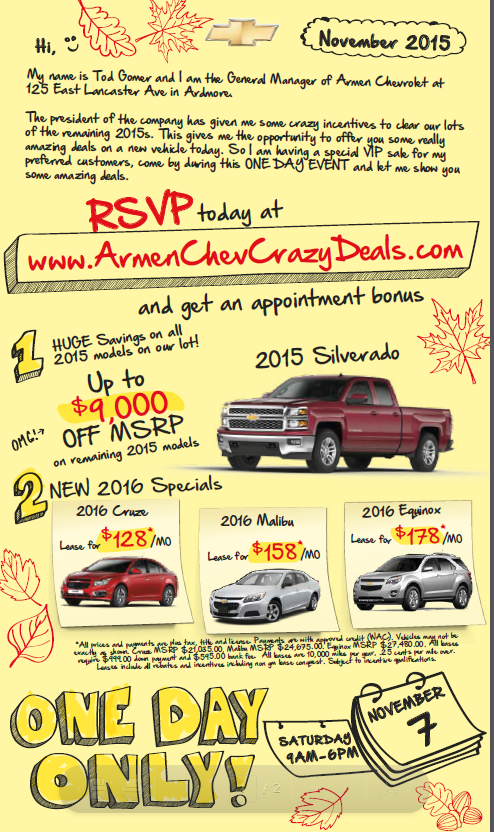 Hi,
November 2015
My name is Tod Gomer and I am the General Manager of Armen Chevrolet at
125 East Lancaster Ave in Ardmore.
The president of the company has given me some crazy incentives to clear our lots
of the remaining 2015s. This gives me the opportunity to offer you some really
amazing deals on a new vehicle today. So I am having a special VIP sale for my
preferred customers, come by during this ONE DAY EVENT and let me show you
some amazing deals.
RSVP today at
www.ArmenChevCrazyDeals.com
and get an appointment bonus
1 HUGE Savings on all
2015 models on our lot!
2015 Silverado
Up to
$9,000
OMG!→
OFF MSRP
on remaining 2015 models
2 NEW 2016 Specials
2016 Cruze
Lease for $128*/MO
2016 Malibu
Lease for $158*/MO
2016 Equinox
Lease for $178*/MO
*All prices and payments are plus tax, title and license. Payments are with approved credit (WAC). Vehicles may not be
exactly as shown. Cruze MSRP $21,035.00, Malibu MSRP $24,675.00, Equinox MSRP $27,480.00. All leases
require $999.00 down payment and $595.00 bank fee. All leases are 10,000 miles per year, .25 cents per mile over.
Leases include all rebates and incentives including non gm lease conquest. Subject to incentive qualifications.
ONE DAY
ONLY!
SATURDAY
9AM-6PM
NOVEMBER
7
/ 2